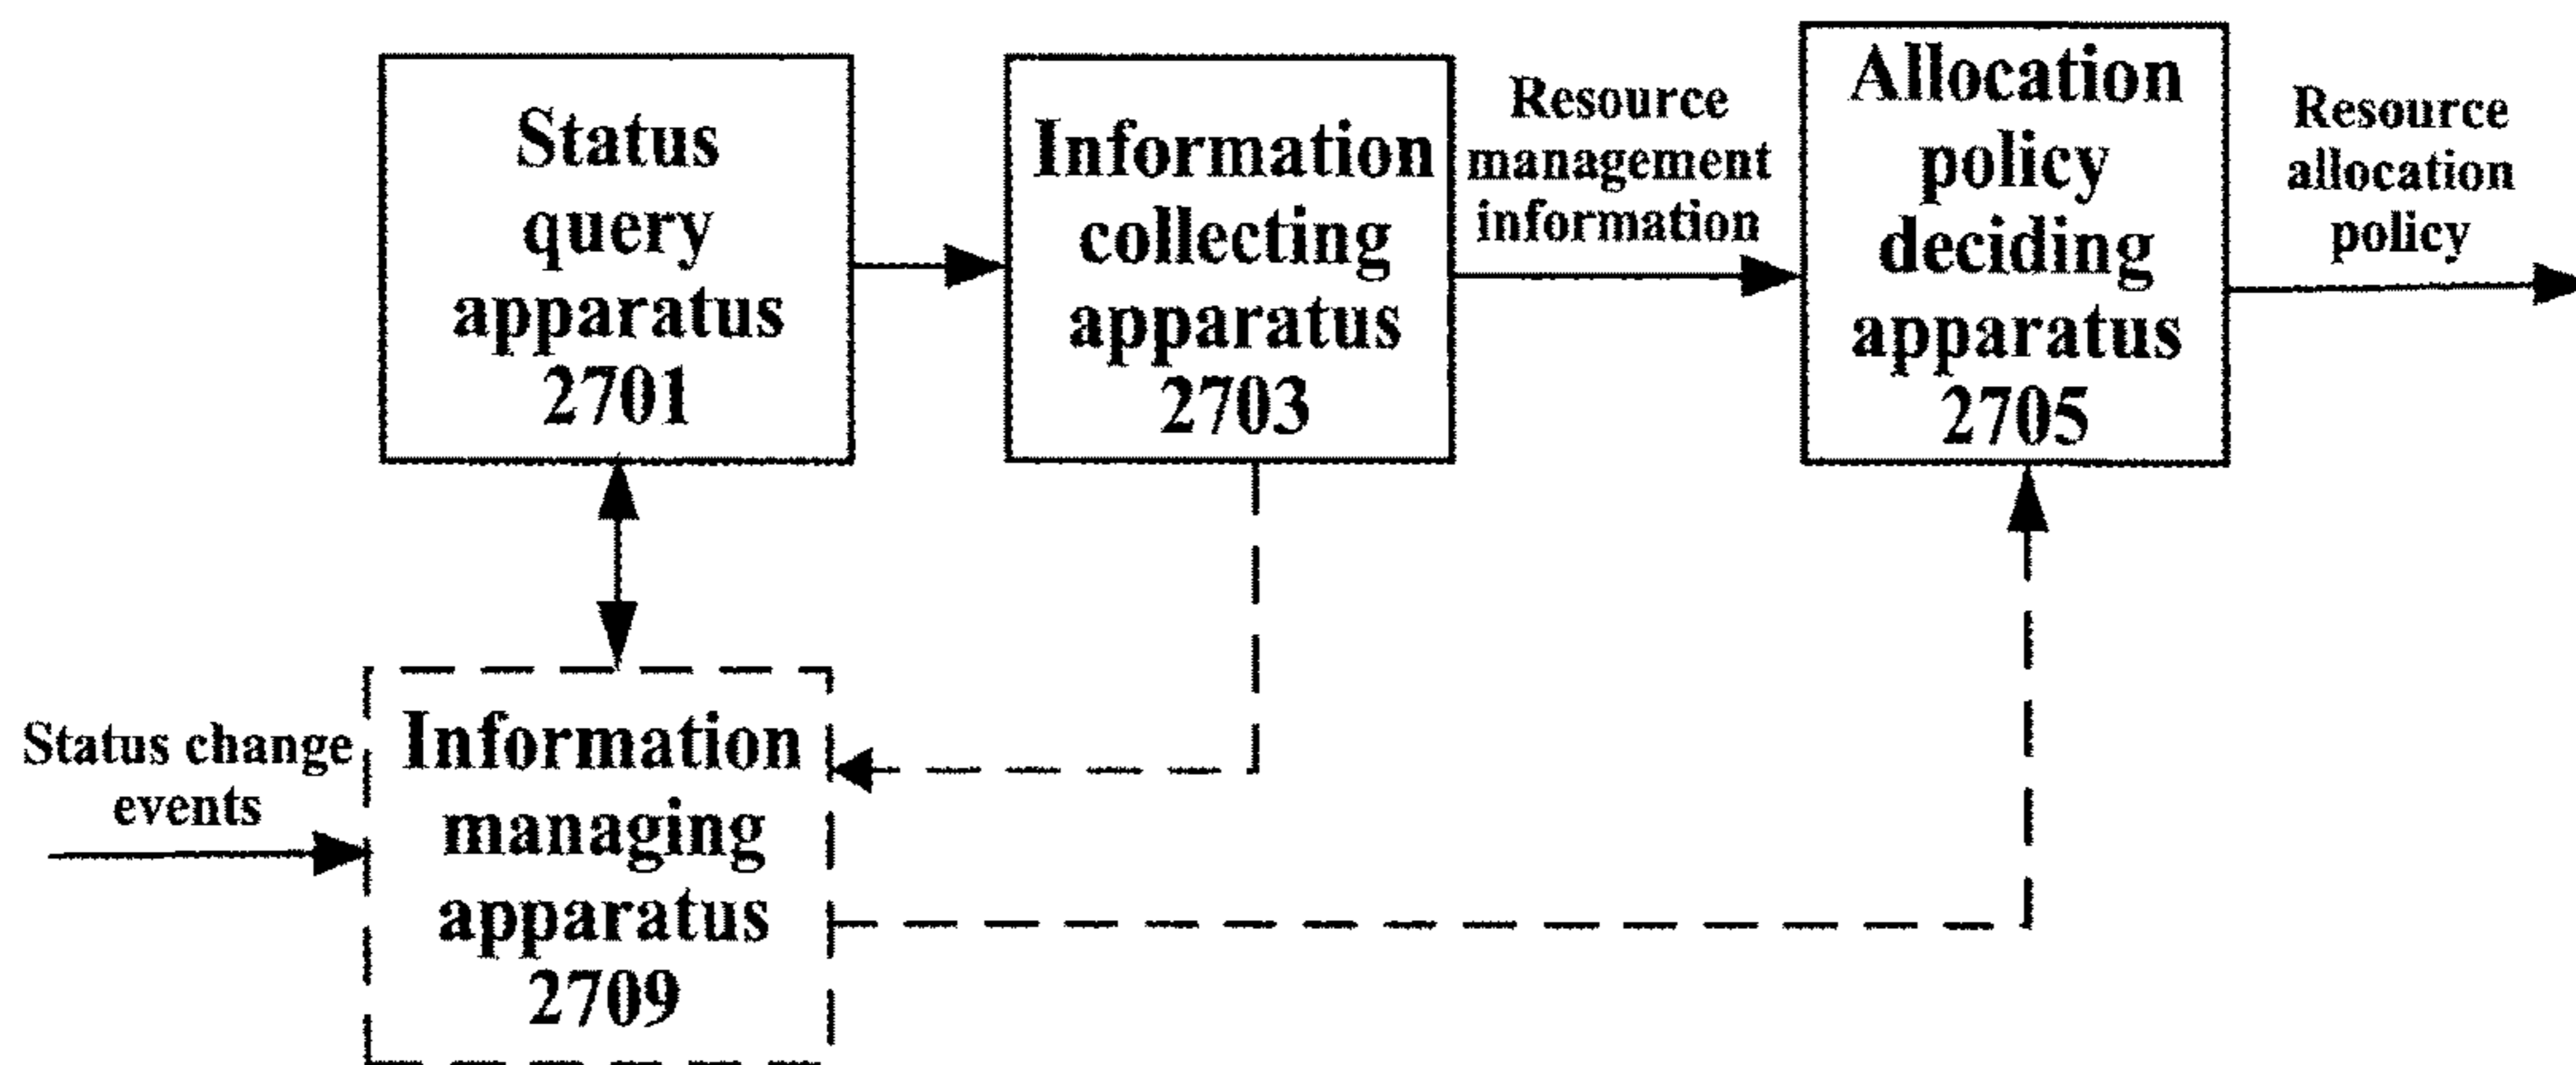 Status
query
apparatus
2701
Information
collecting
apparatus
2703
Resource
management
information
Allocation
policy
deciding
apparatus
2705
Resource
allocation
policy
Status change
events
Information
managing
apparatus
2709